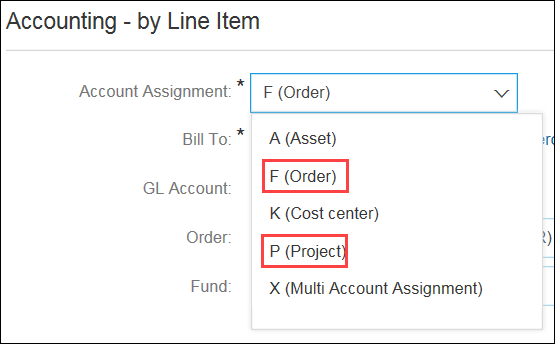 Accounting - by Line Item
Account Assignment: * F (Order)
Bill To: *
A (Asset)
F (Order)
GL Account:
K (Cost center)
Order:
P (Project)
Fund:
X (Multi Account Assignment)